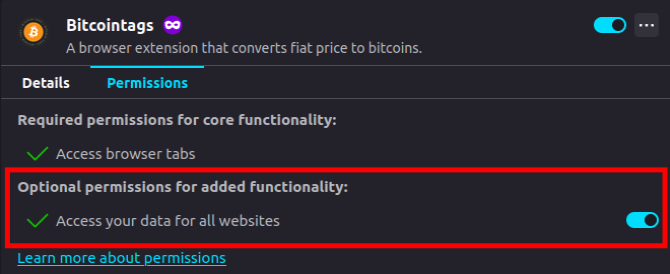 Bitcointags
A browser extension that converts fiat price to bitcoins.
Details Permissions
Required permissions for core functionality:
Access browser tabs
Optional permissions for added functionality:
Access your data for all websites
Learn more about permissions